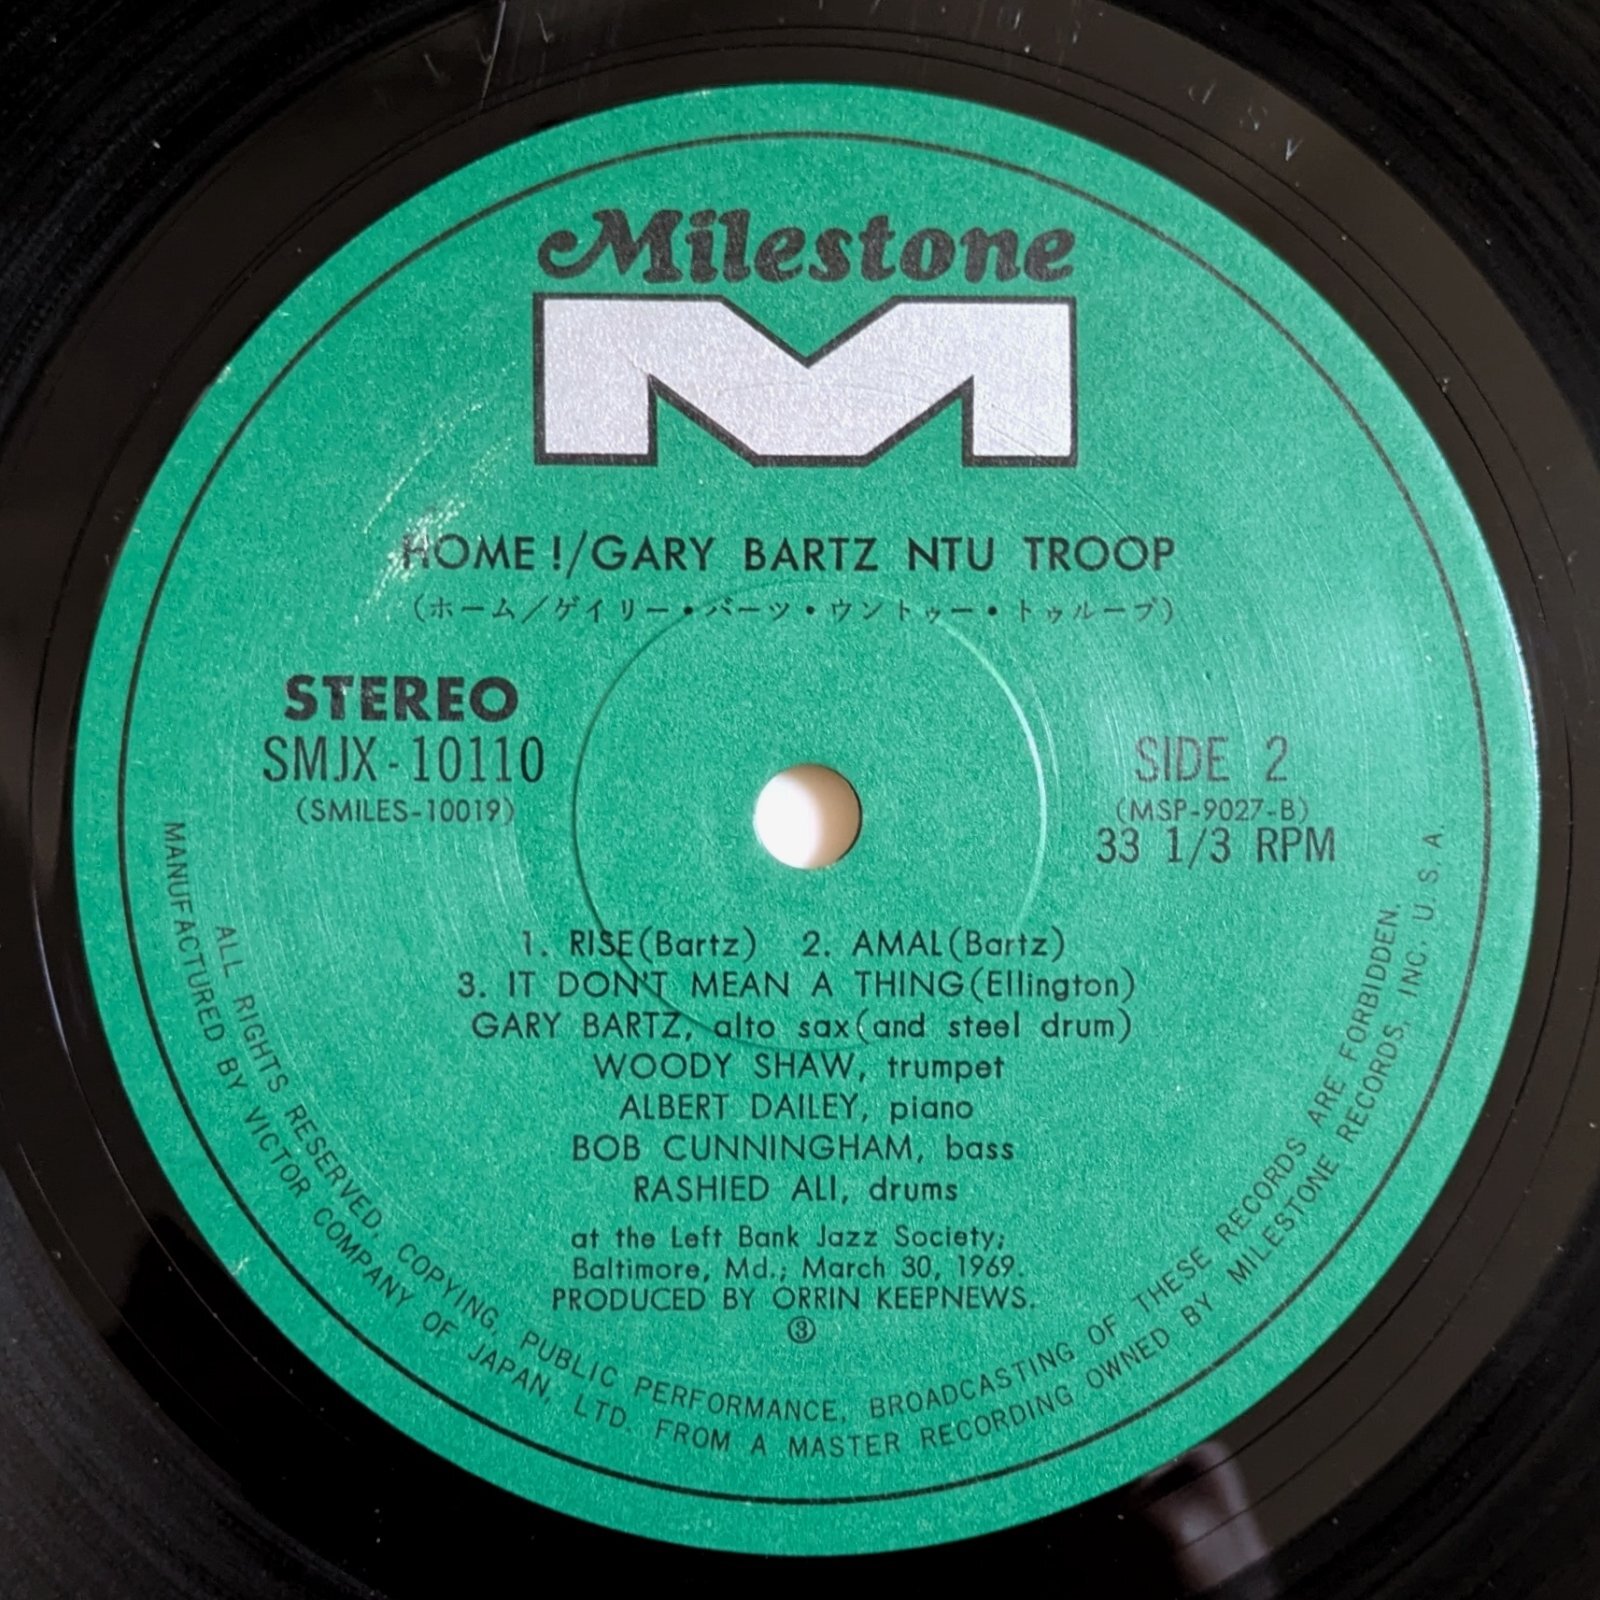 Milestone
M
HOME!/GARY BARTZ NTU TROOP
(ホーム/ゲイリー・バーツ・ウントゥー・トゥループ)
STEREO
SMJX-10110
(SMILES-10019)
SIDE 2
(MSP-9027-B)
33 1/3 RPM
1. RISE(Bartz) 2. AMAL(Bartz)
3. IT DON'T MEAN A THING(Ellington)
GARY BARTZ, alto sax(and steel drum)
WOODY SHAW, trumpet
ALBERT DAILEY, piano
BOB CUNNINGHAM, bass
RASHIED ALI, drums
at the Left Bank Jazz Society;
Baltimore, Md.; March 30, 1969.
PRODUCED BY ORRIN KEEPNEWS.
③
ALL RIGHTS RESERVED. COPYING, PUBLIC PERFORMANCE, BROADCASTING OF THESE RECORDS ARE FORBIDDEN.
MANUFACTURED BY VICTOR COMPANY OF JAPAN, LTD. FROM A MASTER RECORDING OWNED BY MILESTONE RECORDS, INC. U.S.A.